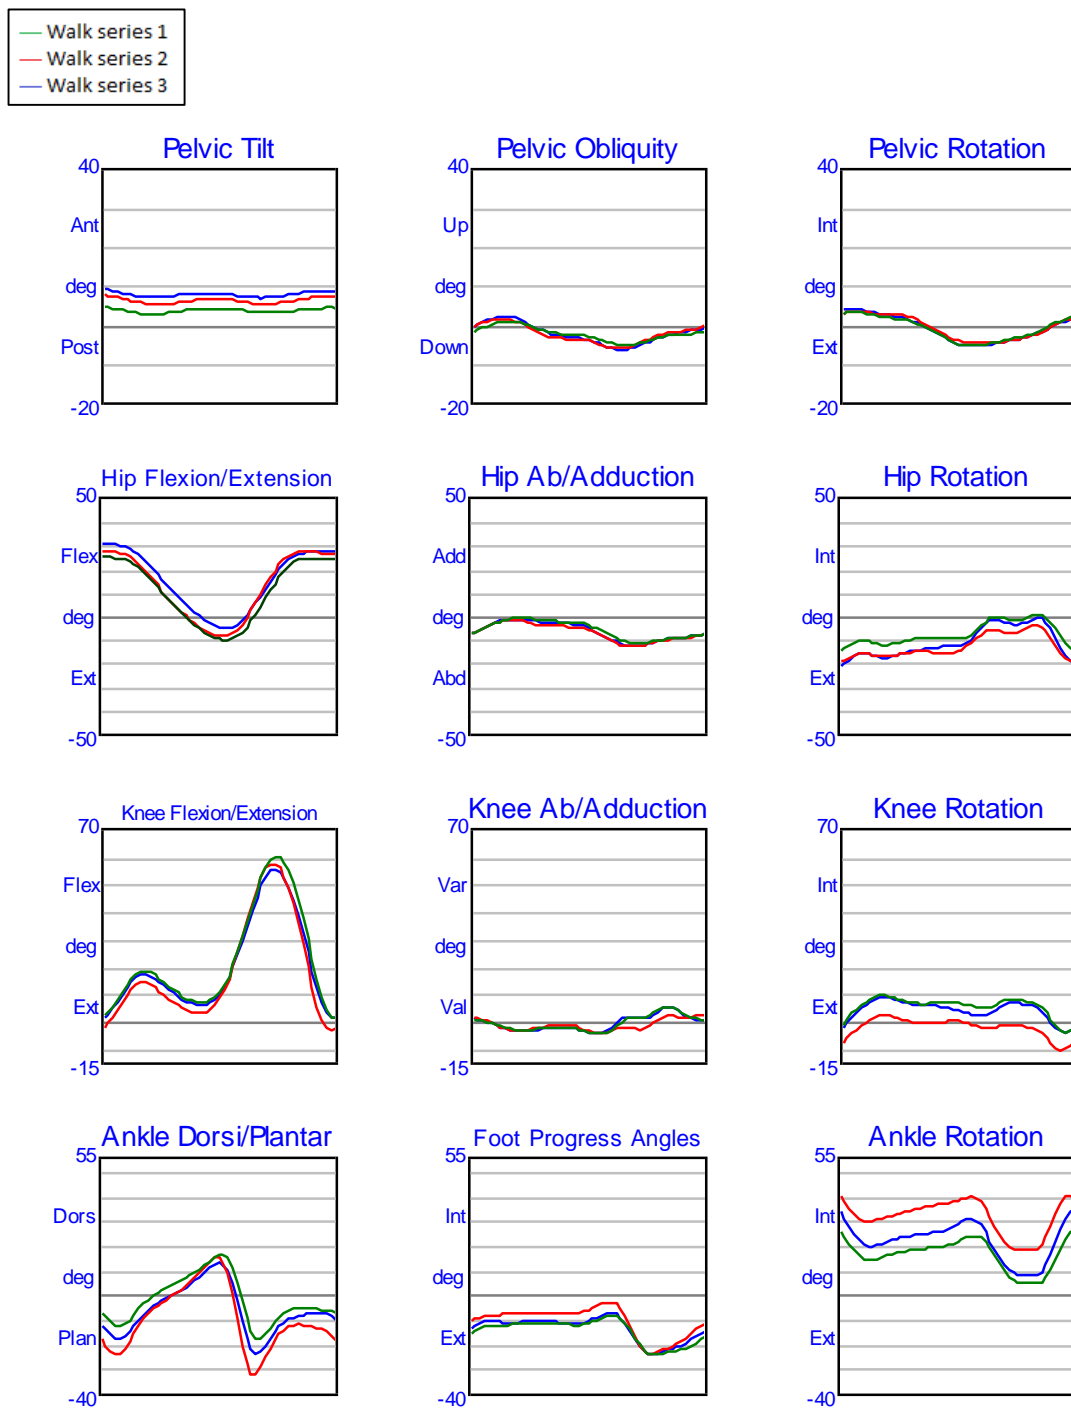 Walk series 1
Walk series 2
Walk series 3
Pelvic Tilt
40
Ant
deg
Post
-20
Pelvic Obliquity
40
Up
deg
Down
-20
Pelvic Rotation
40
Int
deg
Ext
-20
Hip Flexion/Extension
50
Flex
deg
Ext
-50
Hip Ab/Adduction
50
Add
deg
Abd
-50
Hip Rotation
50
Int
deg
Ext
-50
Knee Flexion/Extension
70
Flex
deg
Ext
-15
Knee Ab/Adduction
70
Var
deg
Val
-15
Knee Rotation
70
Int
deg
Ext
-15
Ankle Dorsi/Plantar
55
Dors
deg
Plan
-40
Foot Progress Angles
55
Int
deg
Ext
-40
Ankle Rotation
55
Int
deg
Ext
-40